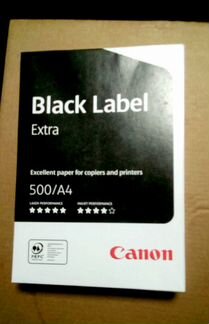 Black Label
Extra
Excellent paper for copiers and printers
500/A4
LASER PERFORMANCE INKJET PERFORMANCE
PEFC
Canon